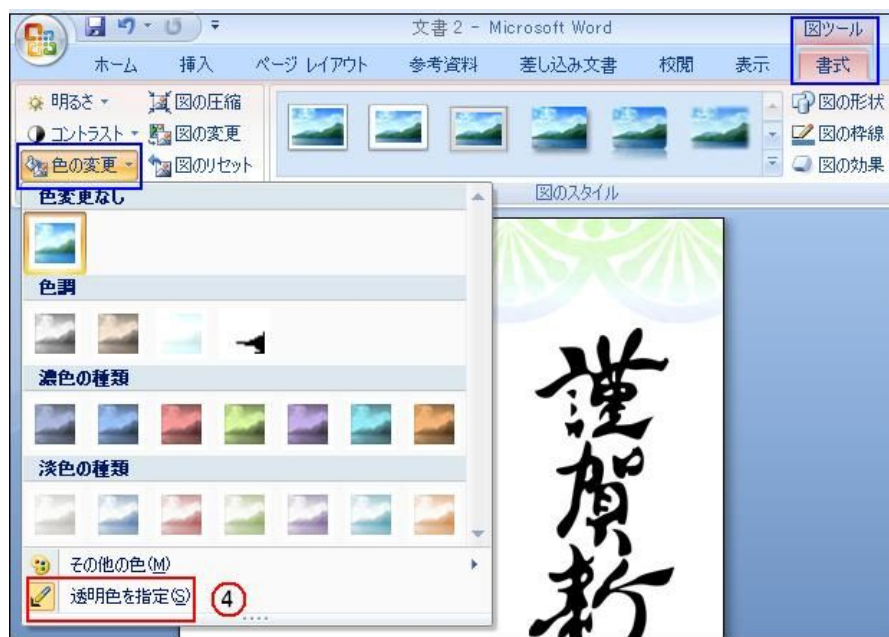 文書 2 - Microsoft Word
図ツール
ホーム
挿入
ページ レイアウト
参考資料
差し込み文書
校閲
表示
書式
明るさ
図の圧縮
図の形状
コントラスト
図の変更
図の枠線
色の変更
図のリセット
図の効果
図のスタイル
色変更なし
色調
濃色の種類
淡色の種類
その他の色(M)
透明色を指定(S)
④
謹賀新